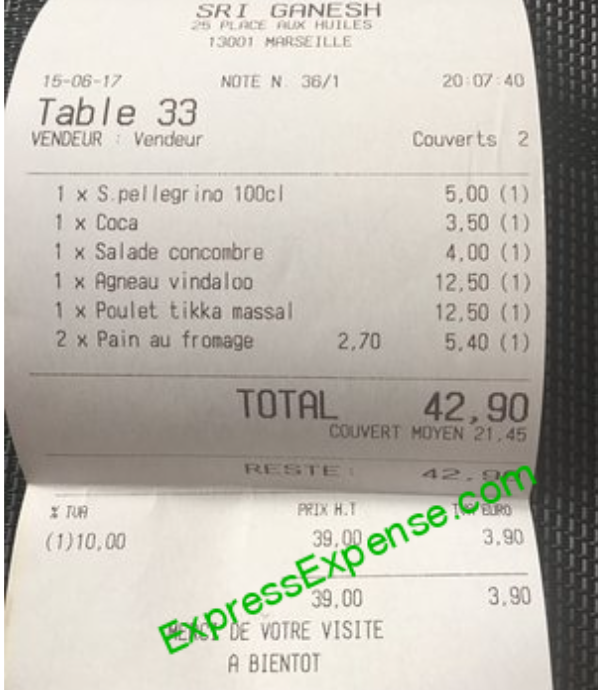 SRI GANESH
25 PLACE AUX HUILES
13001 MARSEILLE
15-06-17 NOTE N. 36/1 20:07:40
Table 33
VENDEUR : Vendeur Couverts 2
1 x S.pellegrino 100cl 5,00 (1)
1 x Coca 3,50 (1)
1 x Salade concombre 4,00 (1)
1 x Agneau vindaloo 12,50 (1)
1 x Poulet tikka massal 12,50 (1)
2 x Pain au fromage 2,70 5,40 (1)
TOTAL 42,90
COUVERT MOYEN 21,45
RESTE : 42,90
% TVA PRIX H.T EURO
(1)10,00 39,00 3,90
39,00 3,90
ExpressExpense.com
MERCI DE VOTRE VISITE
A BIENTOT